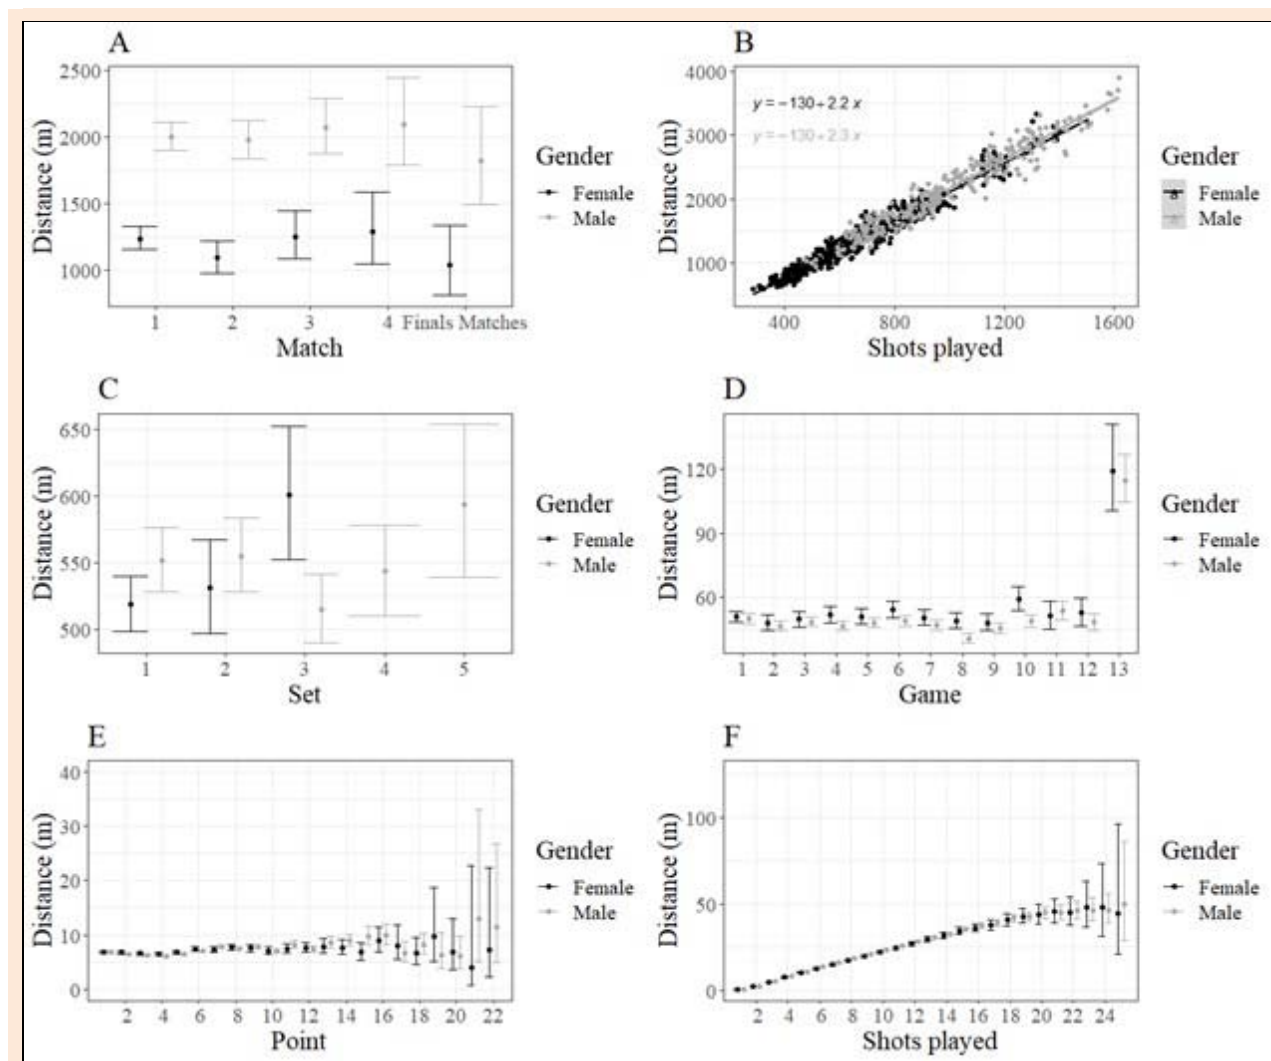 A
Distance (m)
2500
2000
1500
1000
1 2 3 4 Finals Matches
Match
Gender
Female
Male
B
Distance (m)
4000
3000
2000
1000
y = −130+2.2 x
y = −130+2.3 x
400 800 1200 1600
Shots played
Gender
Female
Male
C
Distance (m)
650
600
550
500
1 2 3 4 5
Set
Gender
Female
Male
D
Distance (m)
120
90
60
1 2 3 4 5 6 7 8 9 10 11 12 13
Game
Gender
Female
Male
E
Distance (m)
40
30
20
10
0
2 4 6 8 10 12 14 16 18 20 22
Point
Gender
Female
Male
F
Distance (m)
100
50
0
2 4 6 8 10 12 14 16 18 20 22 24
Shots played
Gender
Female
Male